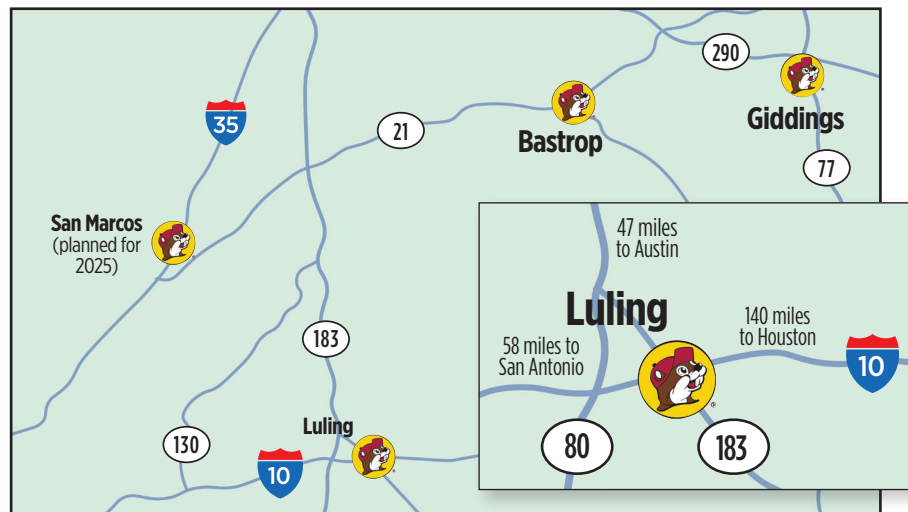 290
35
21
Bastrop
Giddings
77
San Marcos
(planned for
2025)
183
Luling
130
10
47 miles
to Austin
Luling
140 miles
to Houston
58 miles to
San Antonio
10
80
183